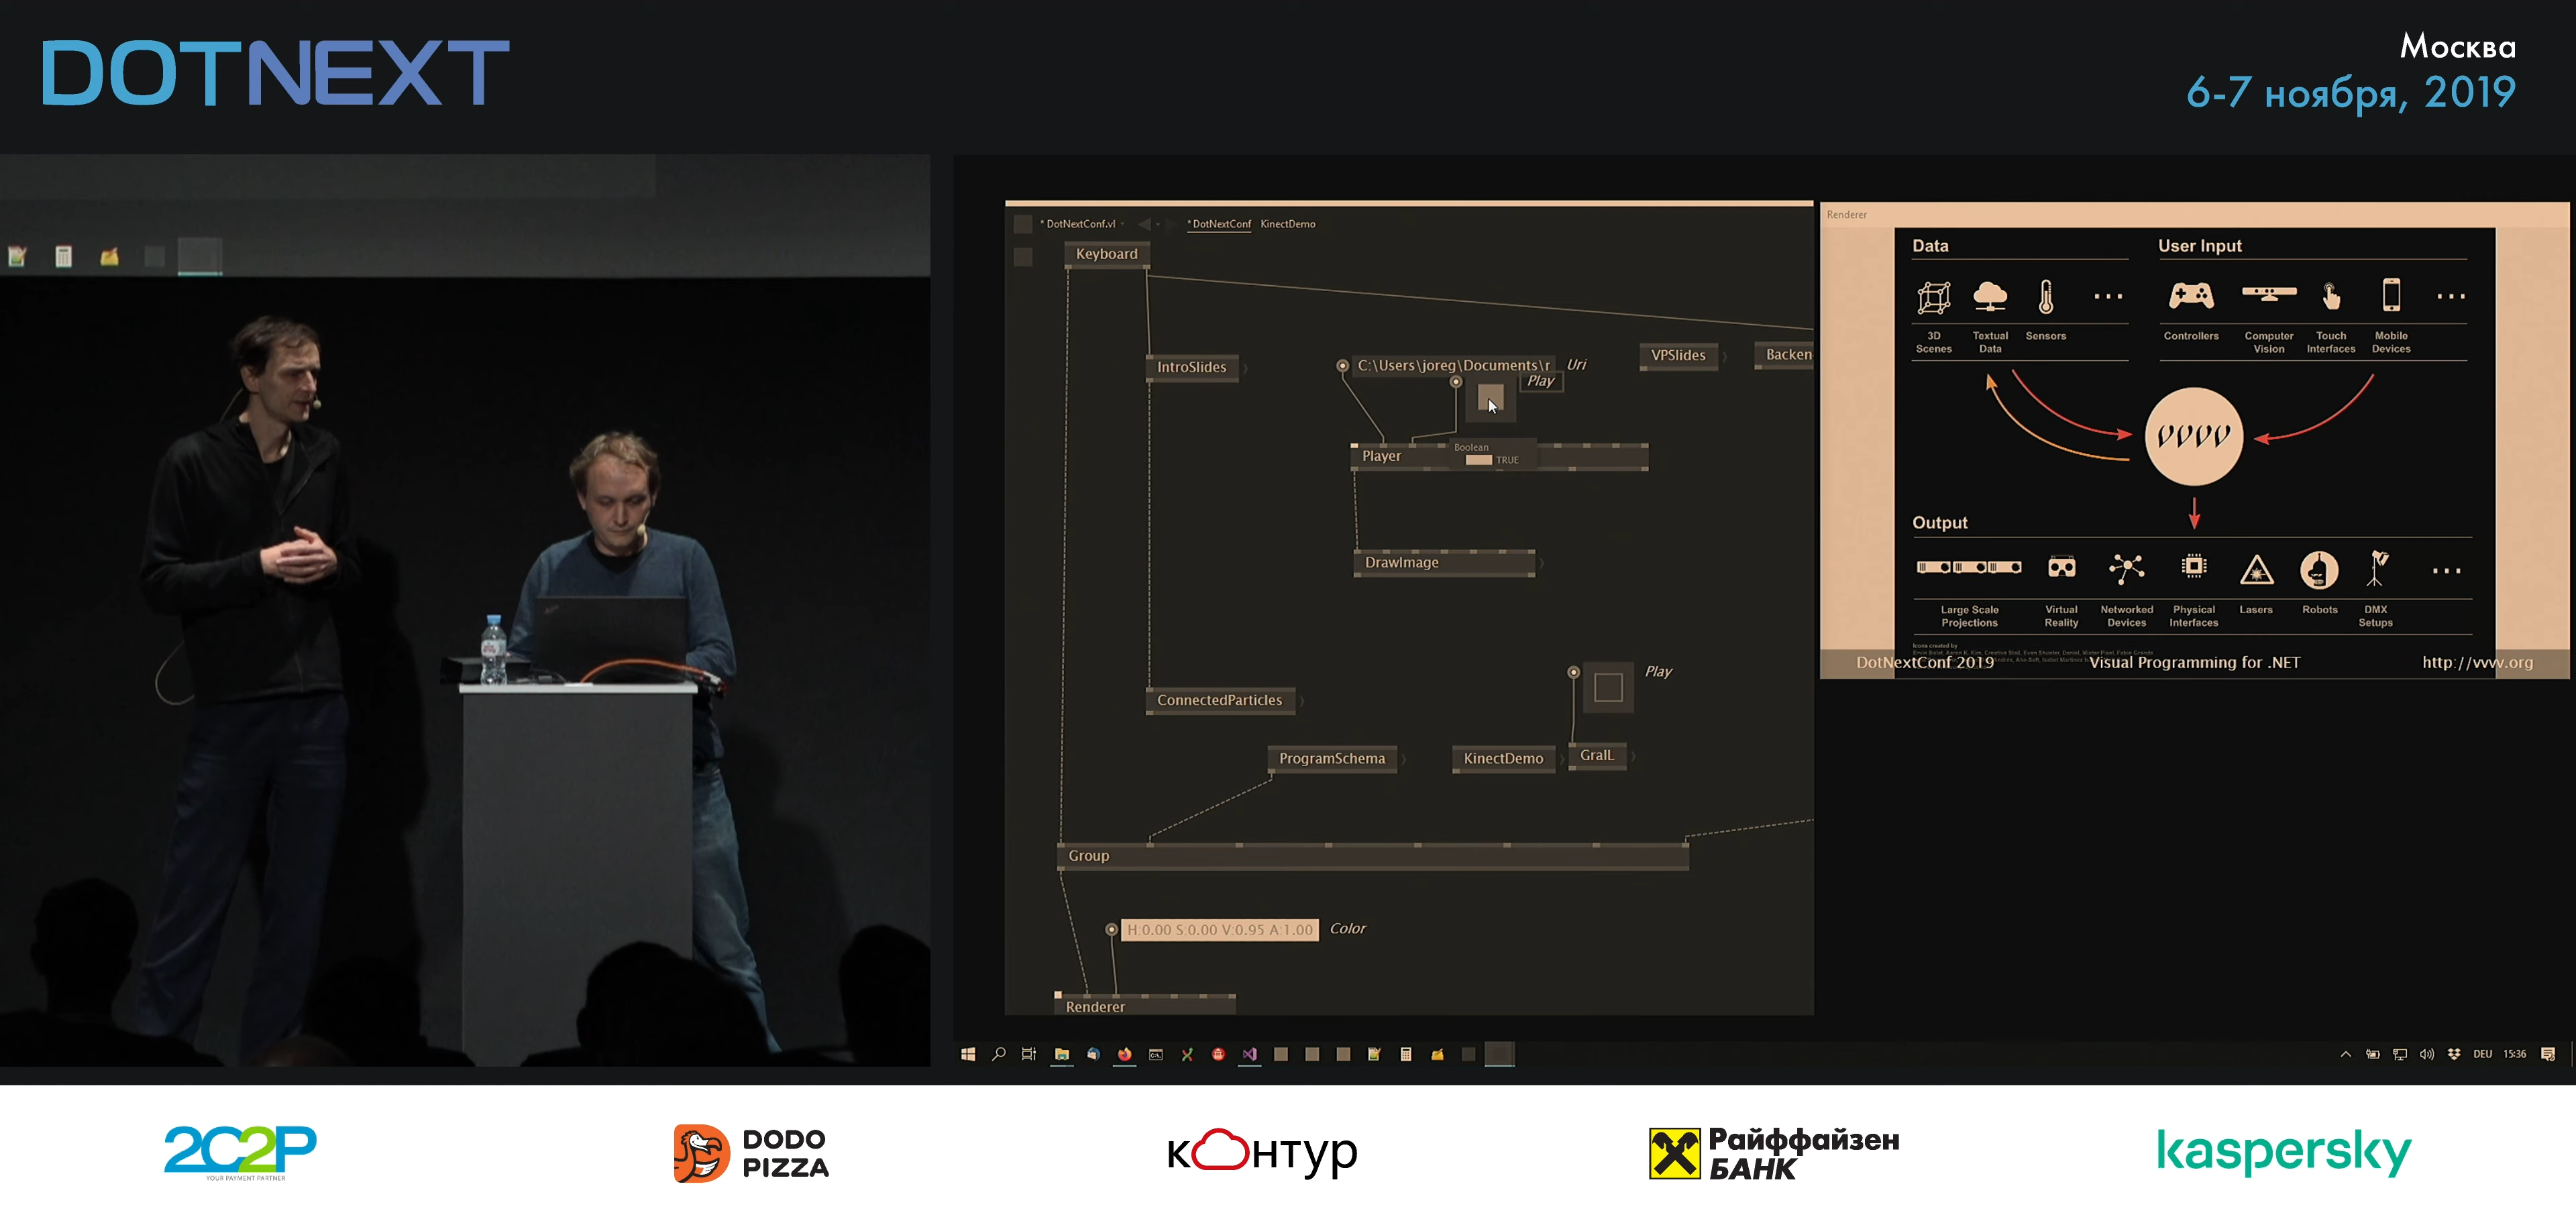 DOTNEXT
Москва
6-7 ноября, 2019
* DotNextConf.vl
* DotNextConf
KinectDemo
Keyboard
IntroSlides
C:\Users\joreg\Documents\r
Uri
Play
VPSlides
Backen
Player
Boolean
TRUE
DrawImage
ConnectedParticles
Play
ProgramSchema
KinectDemo
GralL
Group
H:0.00 S:0.00 V:0.95 A:1.00
Color
Renderer
Renderer
Data
User Input
3D
Scenes
Textual
Data
Sensors
...
Controllers
Computer
Vision
Touch
Interfaces
Mobile
Devices
...
vvvv
Output
Large Scale
Projections
Virtual
Reality
Networked
Devices
Physical
Interfaces
Lasers
Robots
DMX
Setups
...
Icons created by
DotNextConf 2019
Visual Programming for .NET
http://vvvv.org
DEU
15:36
2C2P
YOUR PAYMENT PARTNER
DODO
PIZZA
контур
Райффайзен
БАНК
kaspersky